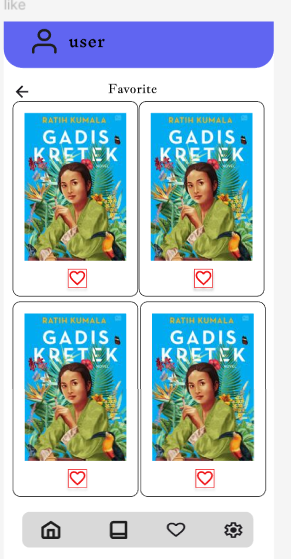 like
user
Favorite
RATIH KUMALA
GADIS
KRETEK
NOVEL
RATIH KUMALA
GADIS
KRETEK
NOVEL
RATIH KUMALA
GADIS
KRETEK
NOVEL
RATIH KUMALA
GADIS
KRETEK
NOVEL